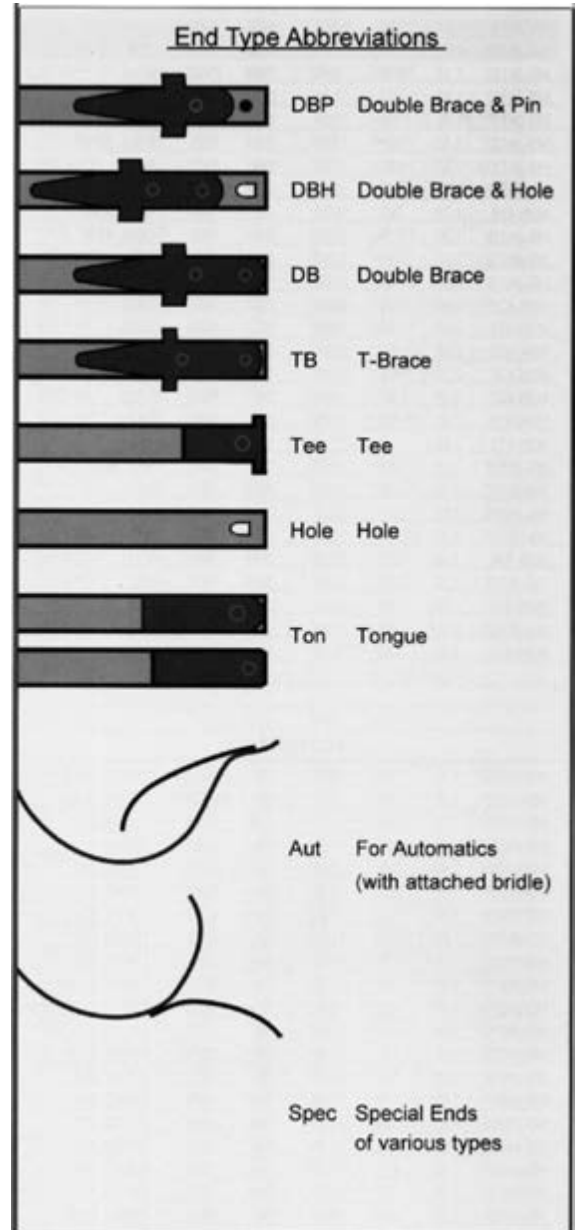 End Type Abbreviations
DBP Double Brace & Pin
DBH Double Brace & Hole
DB Double Brace
TB T-Brace
Tee Tee
Hole Hole
Ton Tongue
Aut For Automatics
(with attached bridle)
Spec Special Ends
of various types